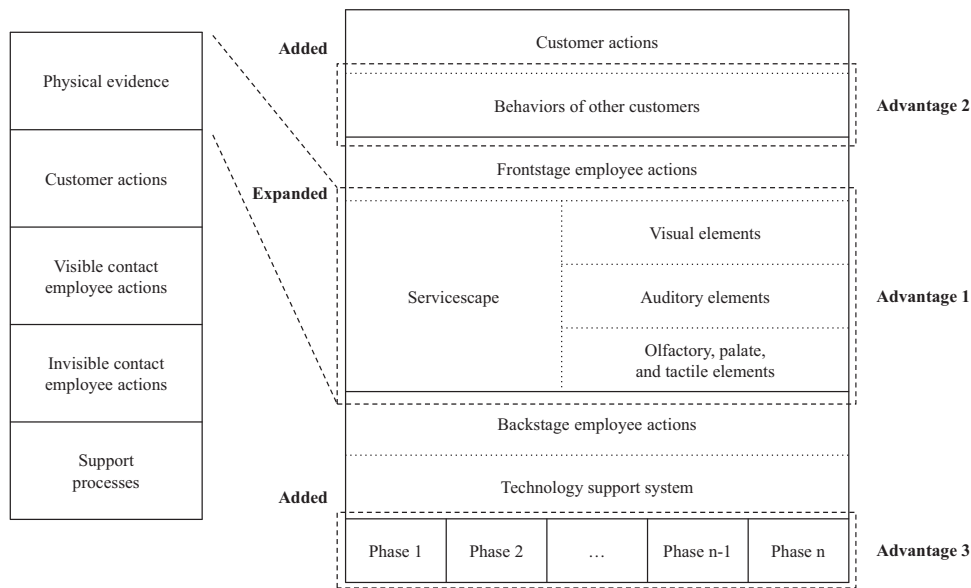 Physical evidence
Customer actions
Visible contact
employee actions
Invisible contact
employee actions
Support
processes
Added
Customer actions
Behaviors of other customers
Advantage 2
Frontstage employee actions
Expanded
Servicescape
Visual elements
Auditory elements
Olfactory, palate,
and tactile elements
Advantage 1
Backstage employee actions
Technology support system
Added
Phase 1
Phase 2
…
Phase n-1
Phase n
Advantage 3